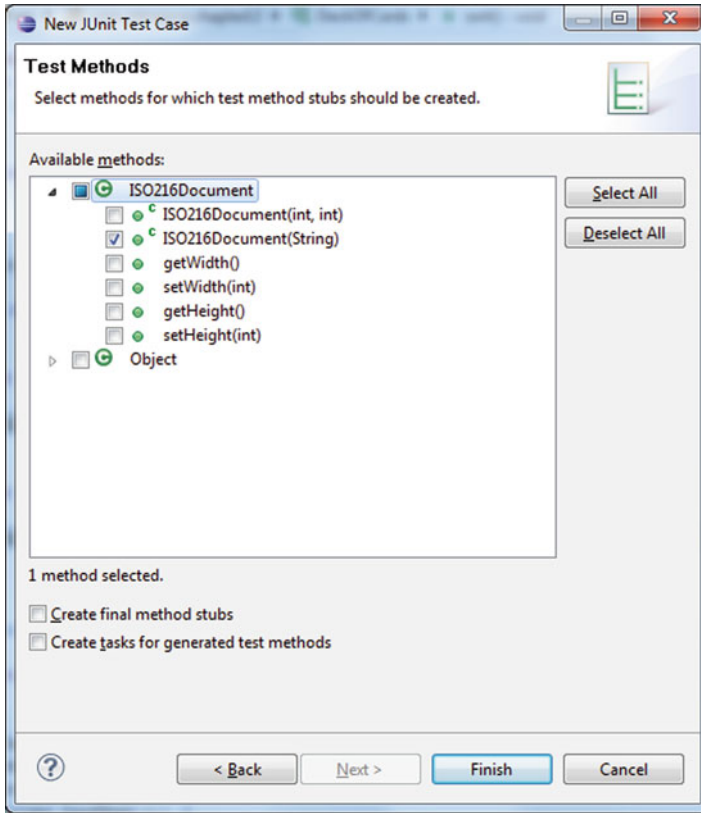 New JUnit Test Case
Test Methods
Select methods for which test method stubs should be created.
Available methods:
C ISO216Document
C ISO216Document(int, int)
C ISO216Document(String)
getWidth()
setWidth(int)
getHeight()
setHeight(int)
C Object
Select All
Deselect All
1 method selected.
Create final method stubs
Create tasks for generated test methods
?
< Back
Next >
Finish
Cancel